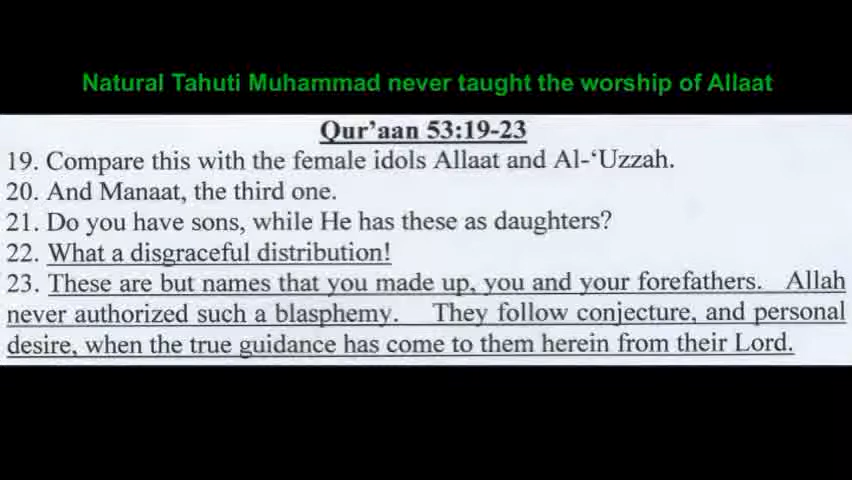 Natural Tahuti Muhammad never taught the worship of Allaat
Qur’aan 53:19-23
19. Compare this with the female idols Allaat and Al-‘Uzzah.
20. And Manaat, the third one.
21. Do you have sons, while He has these as daughters?
22. What a disgraceful distribution!
23. These are but names that you made up, you and your forefathers. Allah
never authorized such a blasphemy. They follow conjecture, and personal
desire, when the true guidance has come to them herein from their Lord.